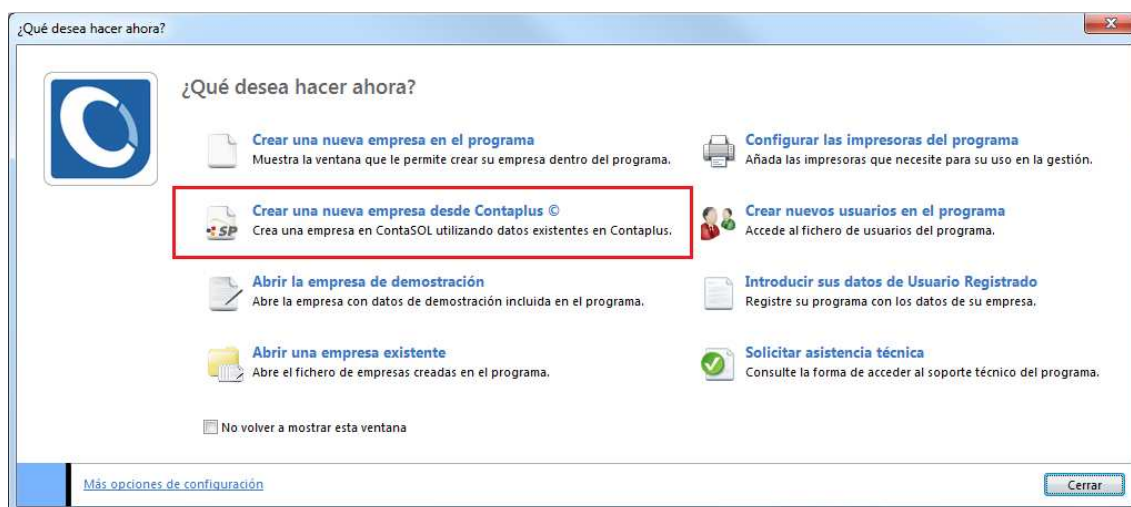 ¿Qué desea hacer ahora?
¿Qué desea hacer ahora?
Crear una nueva empresa en el programa
Muestra la ventana que le permite crear su empresa dentro del programa.
Configurar las impresoras del programa
Añada las impresoras que necesite para su uso en la gestión.
SP
Crear una nueva empresa desde Contaplus ©
Crea una empresa en ContaSOL utilizando datos existentes en Contaplus.
Crear nuevos usuarios en el programa
Accede al fichero de usuarios del programa.
Abrir la empresa de demostración
Abre la empresa con datos de demostración incluida en el programa.
Introducir sus datos de Usuario Registrado
Registre su programa con los datos de su empresa.
Abrir una empresa existente
Abre el fichero de empresas creadas en el programa.
Solicitar asistencia técnica
Consulte la forma de acceder al soporte técnico del programa.
No volver a mostrar esta ventana
Más opciones de configuración
Cerrar